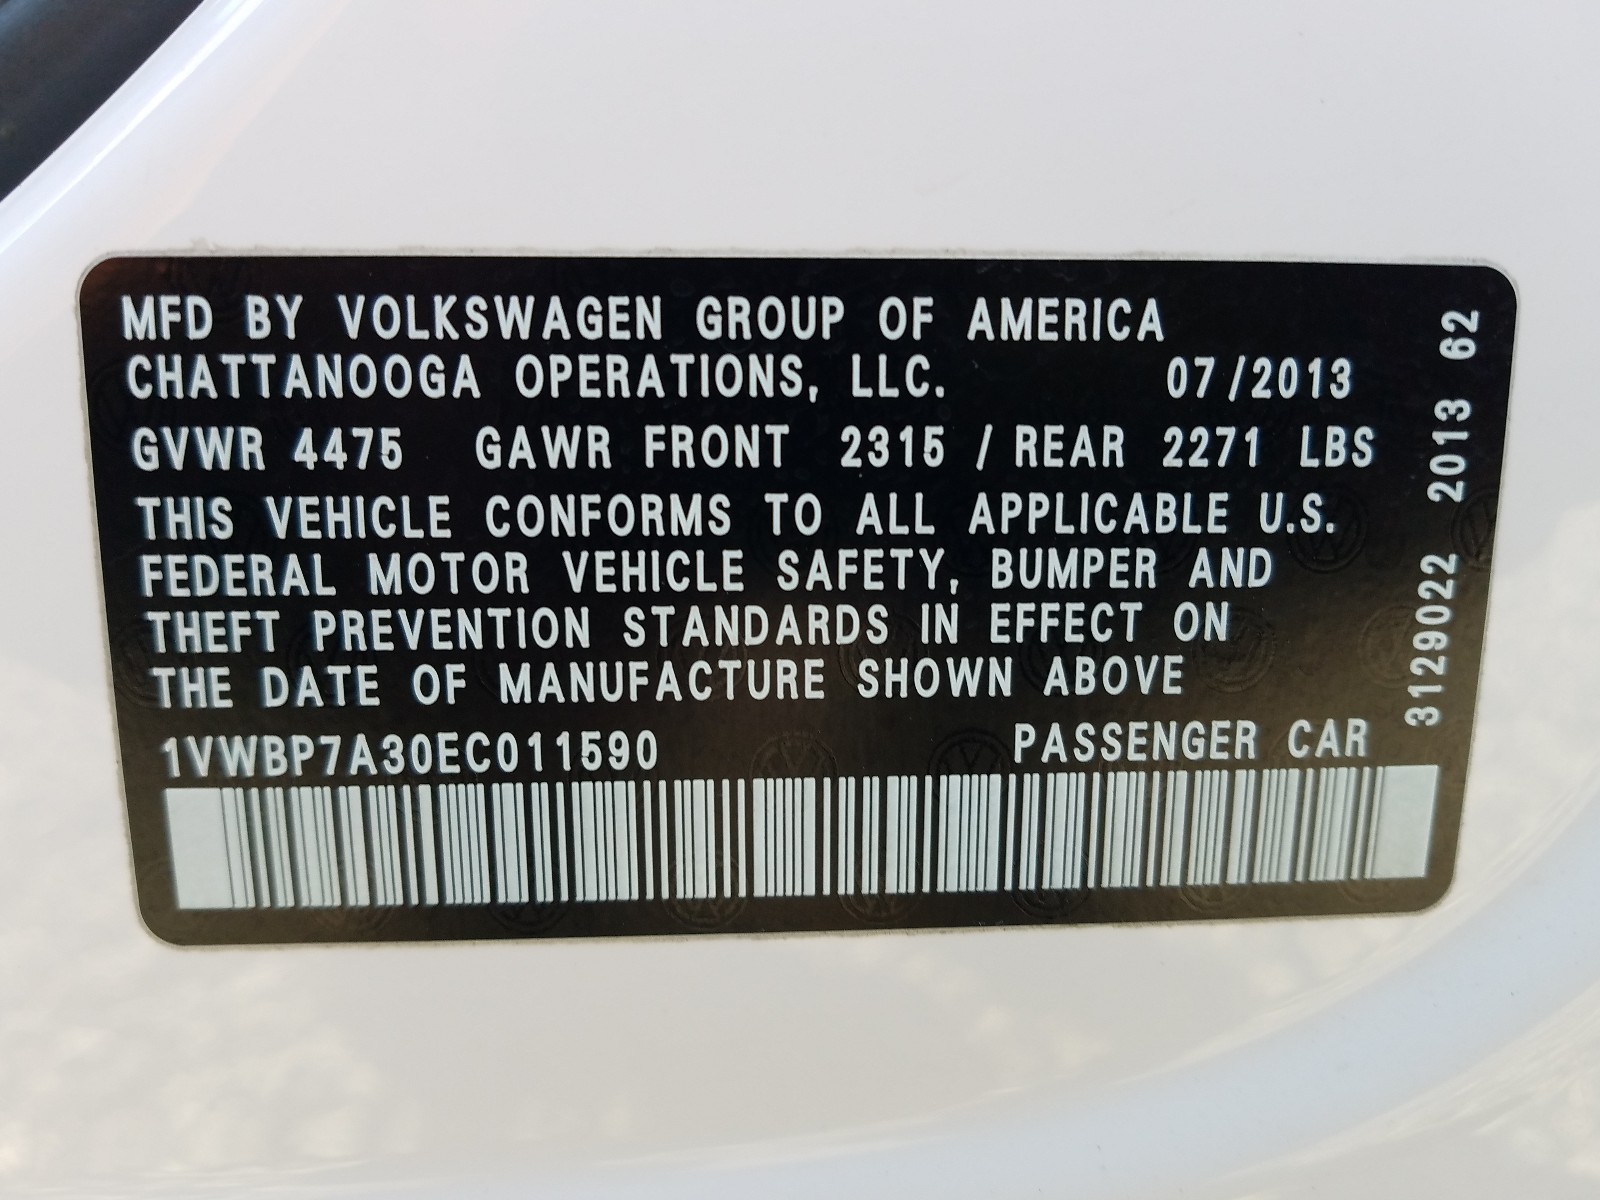 MFD BY VOLKSWAGEN GROUP OF AMERICA
CHATTANOOGA OPERATIONS, LLC. 07/2013
GVWR 4475 GAWR FRONT 2315 / REAR 2271 LBS
THIS VEHICLE CONFORMS TO ALL APPLICABLE U.S.
FEDERAL MOTOR VEHICLE SAFETY, BUMPER AND
THEFT PREVENTION STANDARDS IN EFFECT ON
THE DATE OF MANUFACTURE SHOWN ABOVE
1VWBP7A30EC011590 PASSENGER CAR
3129022 2013 62